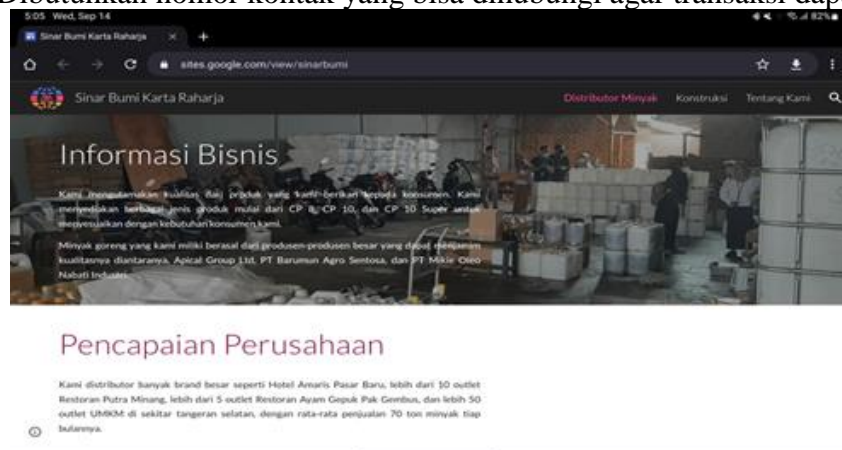 Dibutuhkan nomor kontak yang bisa dihubungi agar transaksi dapa
5:05 Wed, Sep 14
82%
Sinar Bumi Karta Raharja
sites.google.com/view/sinarbumi
Sinar Bumi Karta Raharja
Distributor Minyak Konstruksi Tentang Kami
Informasi Bisnis
Kami mengutamakan kualitas dari produk yang kami berikan kepada konsumen. Kami
menyediakan berbagai jenis produk mulai dari CP 8, CP 10, dan CP 10 Super untuk
menyesuaikan dengan kebutuhan konsumen kami.
Minyak goreng yang kami miliki berasal dari produsen-produsen besar yang dapat menjamin
kualitasnya diantaranya, Apical Group Ltd, PT Barumun Agro Sentosa, dan PT Mikie Oleo
Nabati Industri.
Pencapaian Perusahaan
Kami distributor banyak brand besar seperti Hotel Amaris Pasar Baru, lebih dari 10 outlet
Restoran Putra Minang, lebih dari 5 outlet Restoran Ayam Gepuk Pak Gembus, dan lebih 50
outlet UMKM di sekitar tangeran selatan, dengan rata-rata penjualan 70 ton minyak tiap
bulannya.